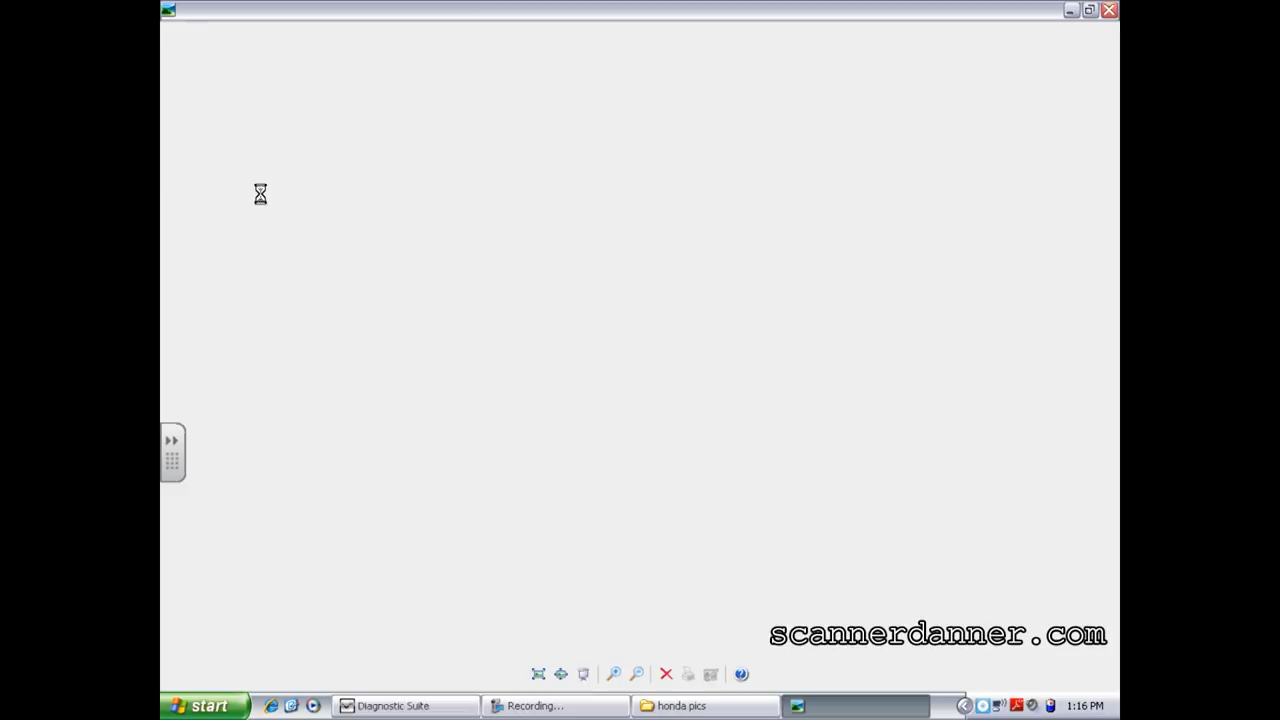 scannerdanner.com
start
Diagnostic Suite
Recording...
honda pics
1:16 PM